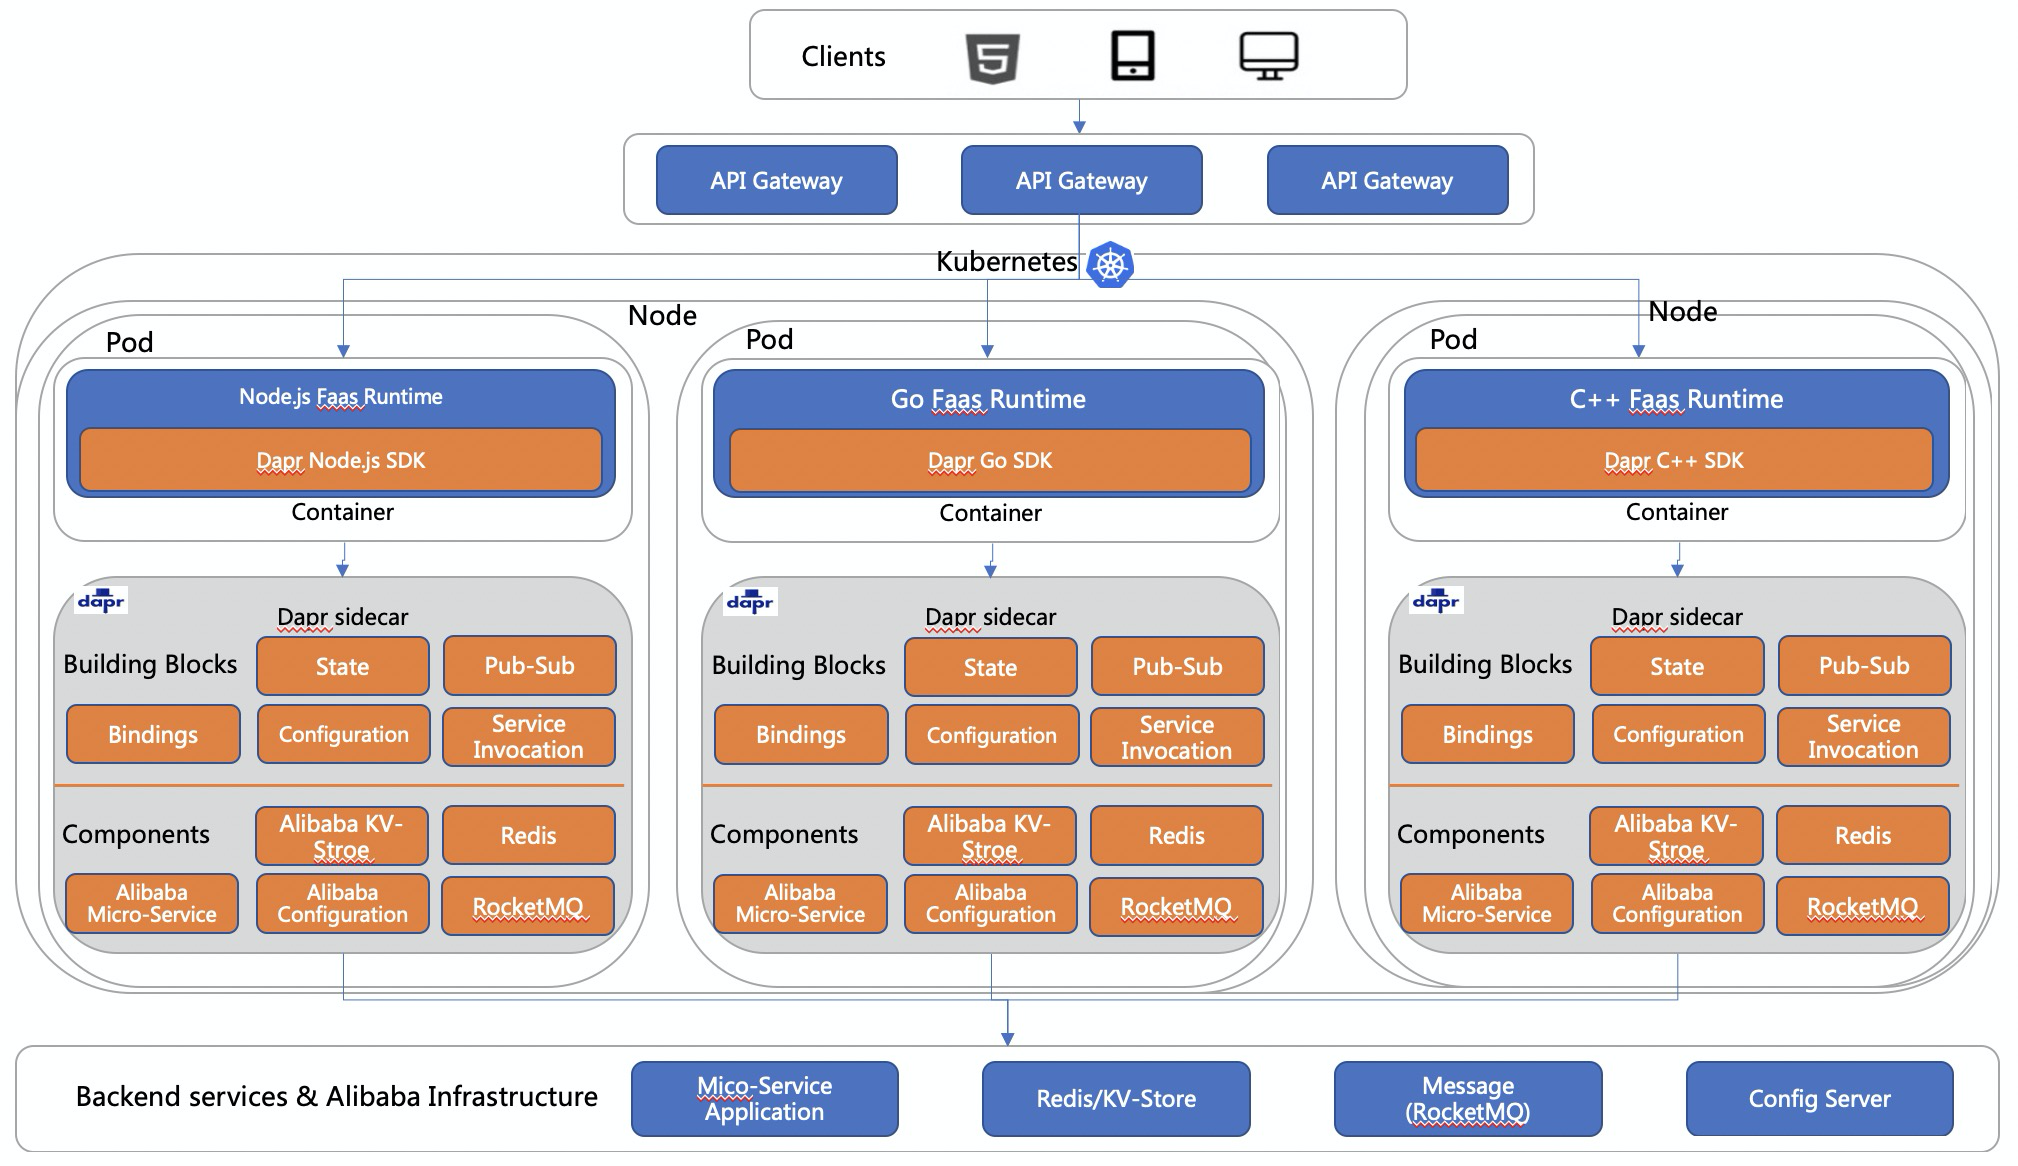 Clients
API Gateway
API Gateway
API Gateway
Kubernetes
Node
Node
Pod
Node.js Faas Runtime
Dapr Node.js SDK
Container
dapr
Dapr sidecar
Building Blocks
State
Pub-Sub
Bindings
Configuration
Service
Invocation
Components
Alibaba KV-
Stroe
Redis
Alibaba
Micro-Service
Alibaba
Configuration
RocketMQ
Pod
Go Faas Runtime
Dapr Go SDK
Container
dapr
Dapr sidecar
Building Blocks
State
Pub-Sub
Bindings
Configuration
Service
Invocation
Components
Alibaba KV-
Stroe
Redis
Alibaba
Micro-Service
Alibaba
Configuration
RocketMQ
Pod
C++ Faas Runtime
Dapr C++ SDK
Container
dapr
Dapr sidecar
Building Blocks
State
Pub-Sub
Bindings
Configuration
Service
Invocation
Components
Alibaba KV-
Stroe
Redis
Alibaba
Micro-Service
Alibaba
Configuration
RocketMQ
Backend services & Alibaba Infrastructure
Mico-Service
Application
Redis/KV-Store
Message
(RocketMQ)
Config Server